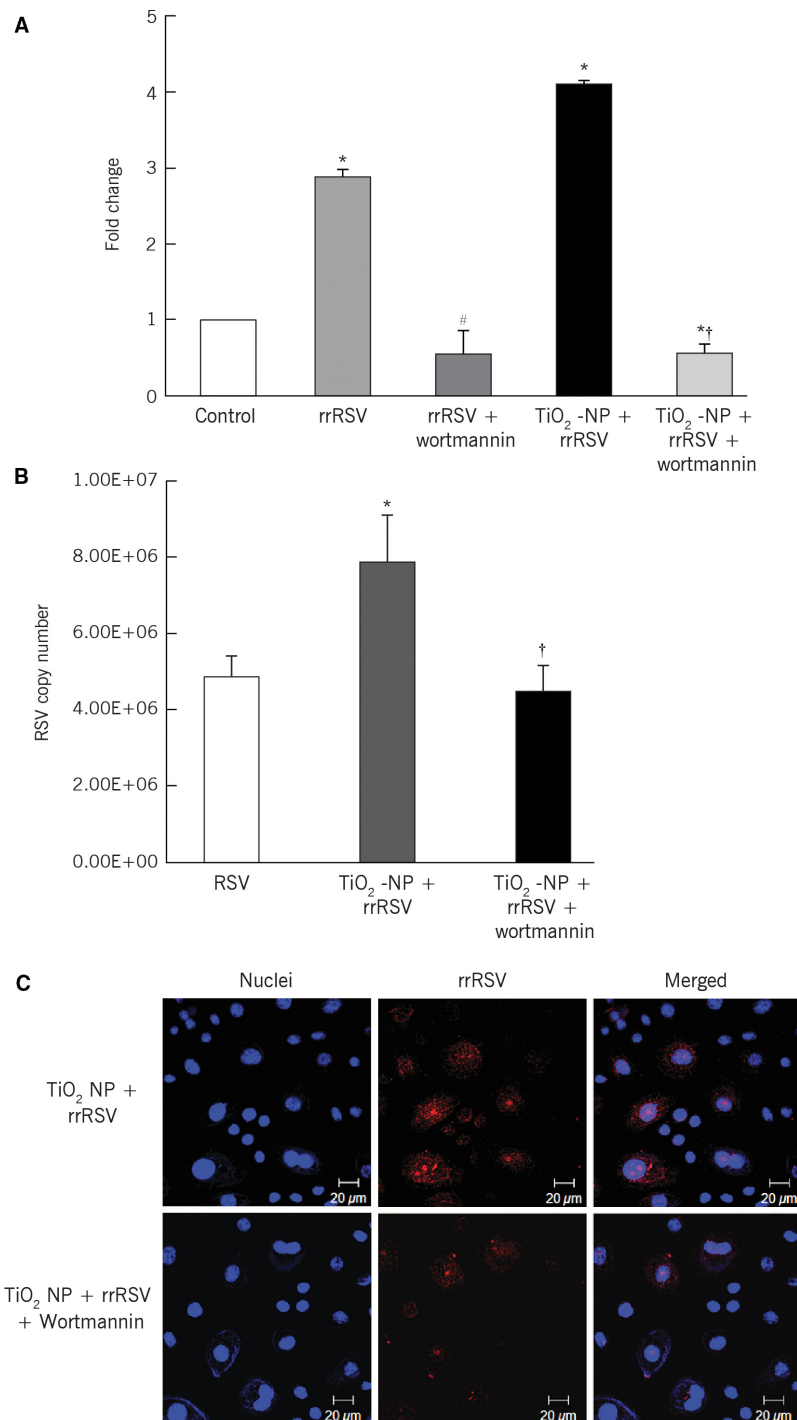 A
5
4
3
2
1
0
Fold change
*
*
#
*†
Control
rrRSV
rrRSV +
wortmannin
TiO2 -NP +
rrRSV
TiO2 -NP +
rrRSV +
wortmannin
B
1.00E+07
8.00E+06
6.00E+06
4.00E+06
2.00E+06
0.00E+00
RSV copy number
*
†
RSV
TiO2 -NP +
rrRSV
TiO2 -NP +
rrRSV +
wortmannin
C
Nuclei
rrRSV
Merged
TiO2 NP +
rrRSV
20 µm
20 µm
20 µm
TiO2 NP + rrRSV
+ Wortmannin
20 µm
20 µm
20 µm